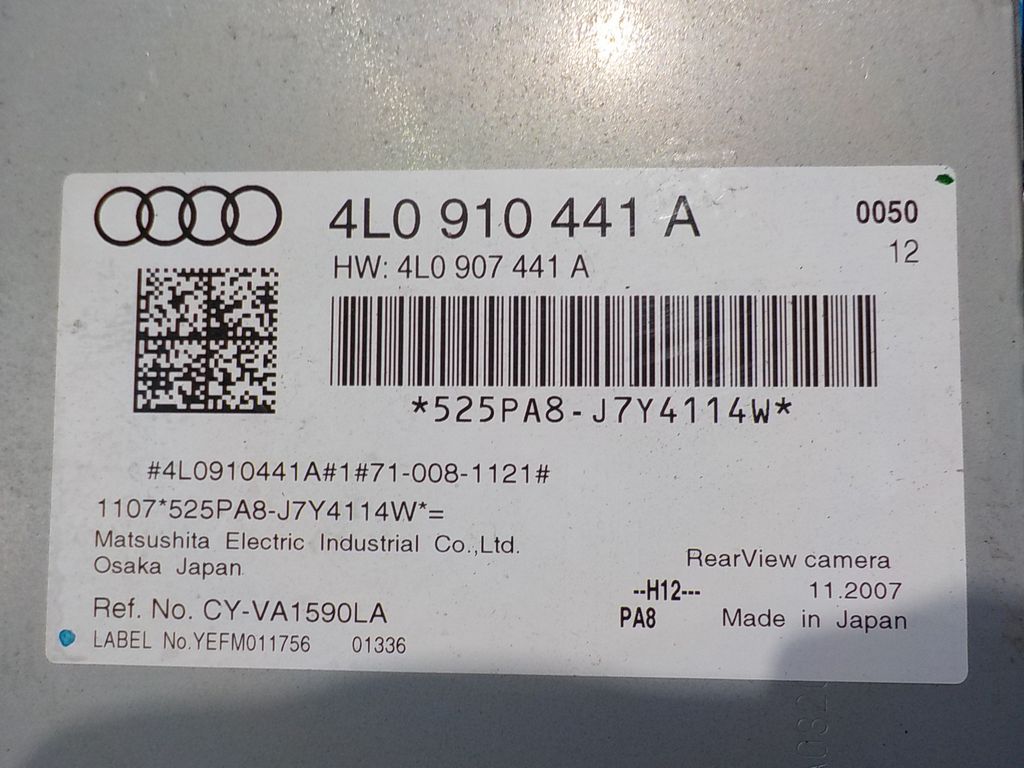 4L0 910 441 A
0050
12
HW: 4L0 907 441 A
*525PA8-J7Y4114W*
#4L0910441A#1#71-008-1121#
1107*525PA8-J7Y4114W*=
Matsushita Electric Industrial Co.,Ltd.
Osaka Japan
RearView camera
--H12---
11.2007
Ref. No. CY-VA1590LA
PA8
Made in Japan
LABEL No.YEFM011756 01336